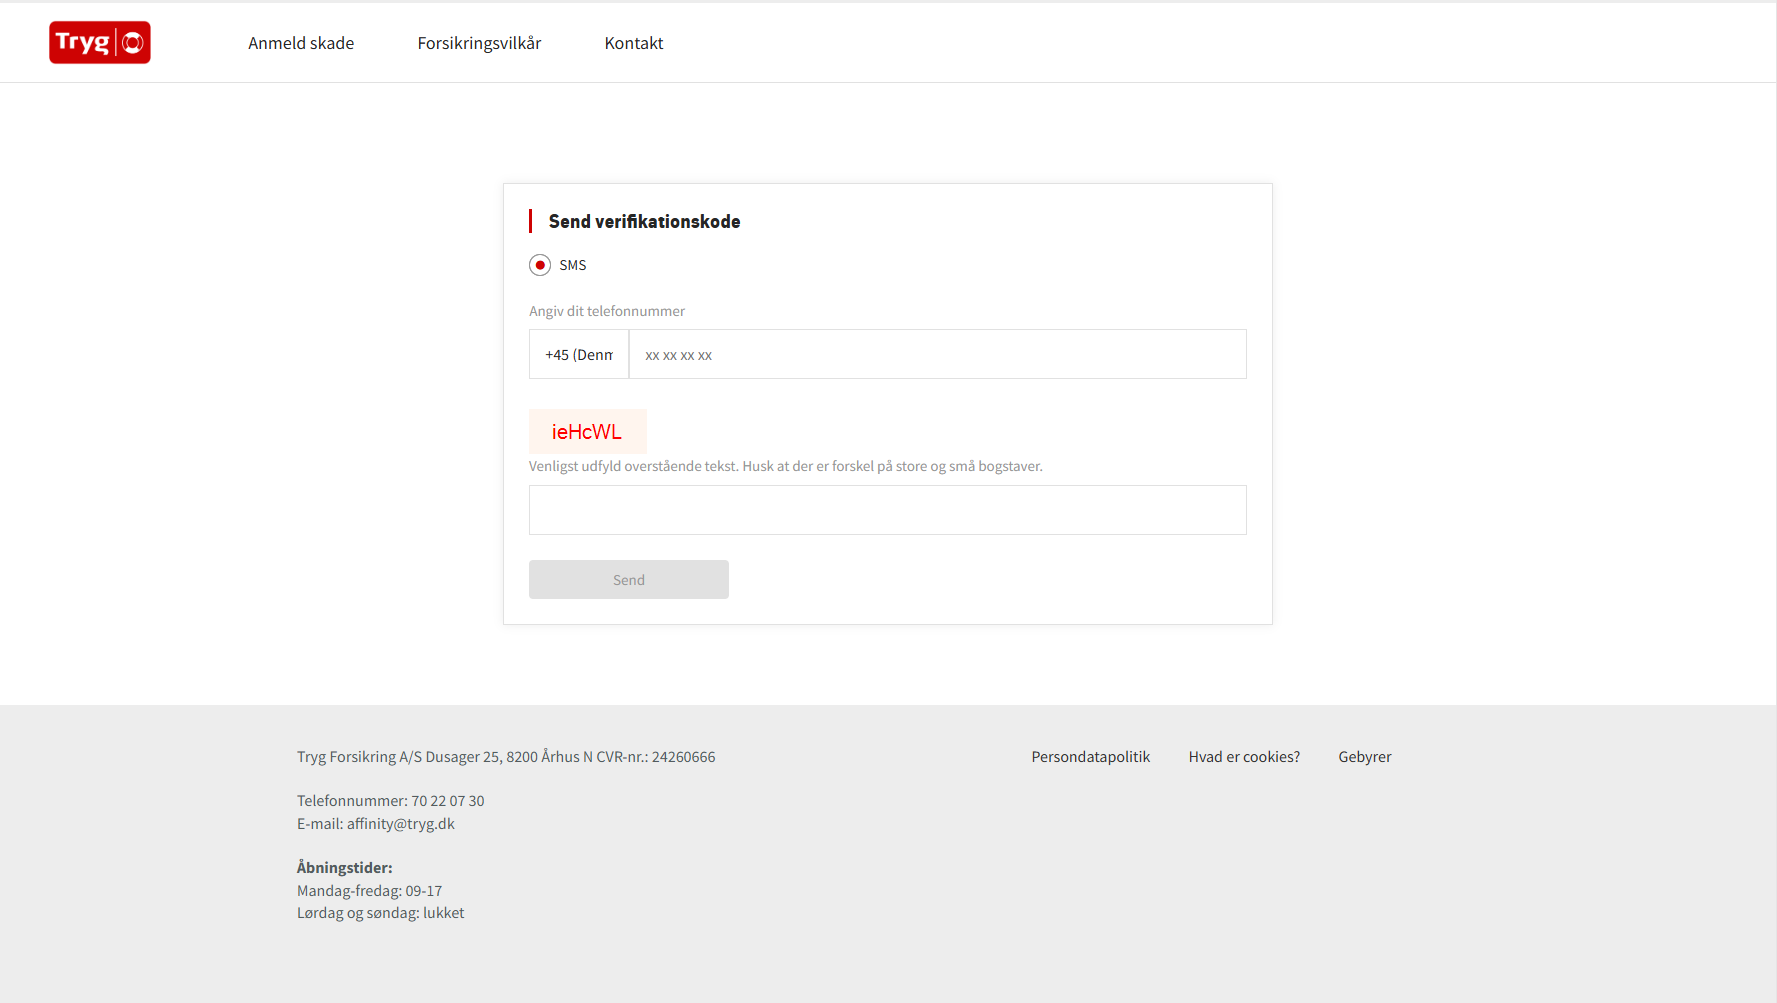 Tryg
Anmeld skade
Forsikringsvilkår
Kontakt
Send verifikationskode
SMS
Angiv dit telefonnummer
+45 (Denm
xx xx xx xx
ieHcWL
Venligst udfyld overstående tekst. Husk at der er forskel på store og små bogstaver.
Send
Tryg Forsikring A/S Dusager 25, 8200 Århus N CVR-nr.: 24260666
Persondatapolitik
Hvad er cookies?
Gebyrer
Telefonnummer: 70 22 07 30
E-mail: affinity@tryg.dk
Åbningstider:
Mandag-fredag: 09-17
Lørdag og søndag: lukket